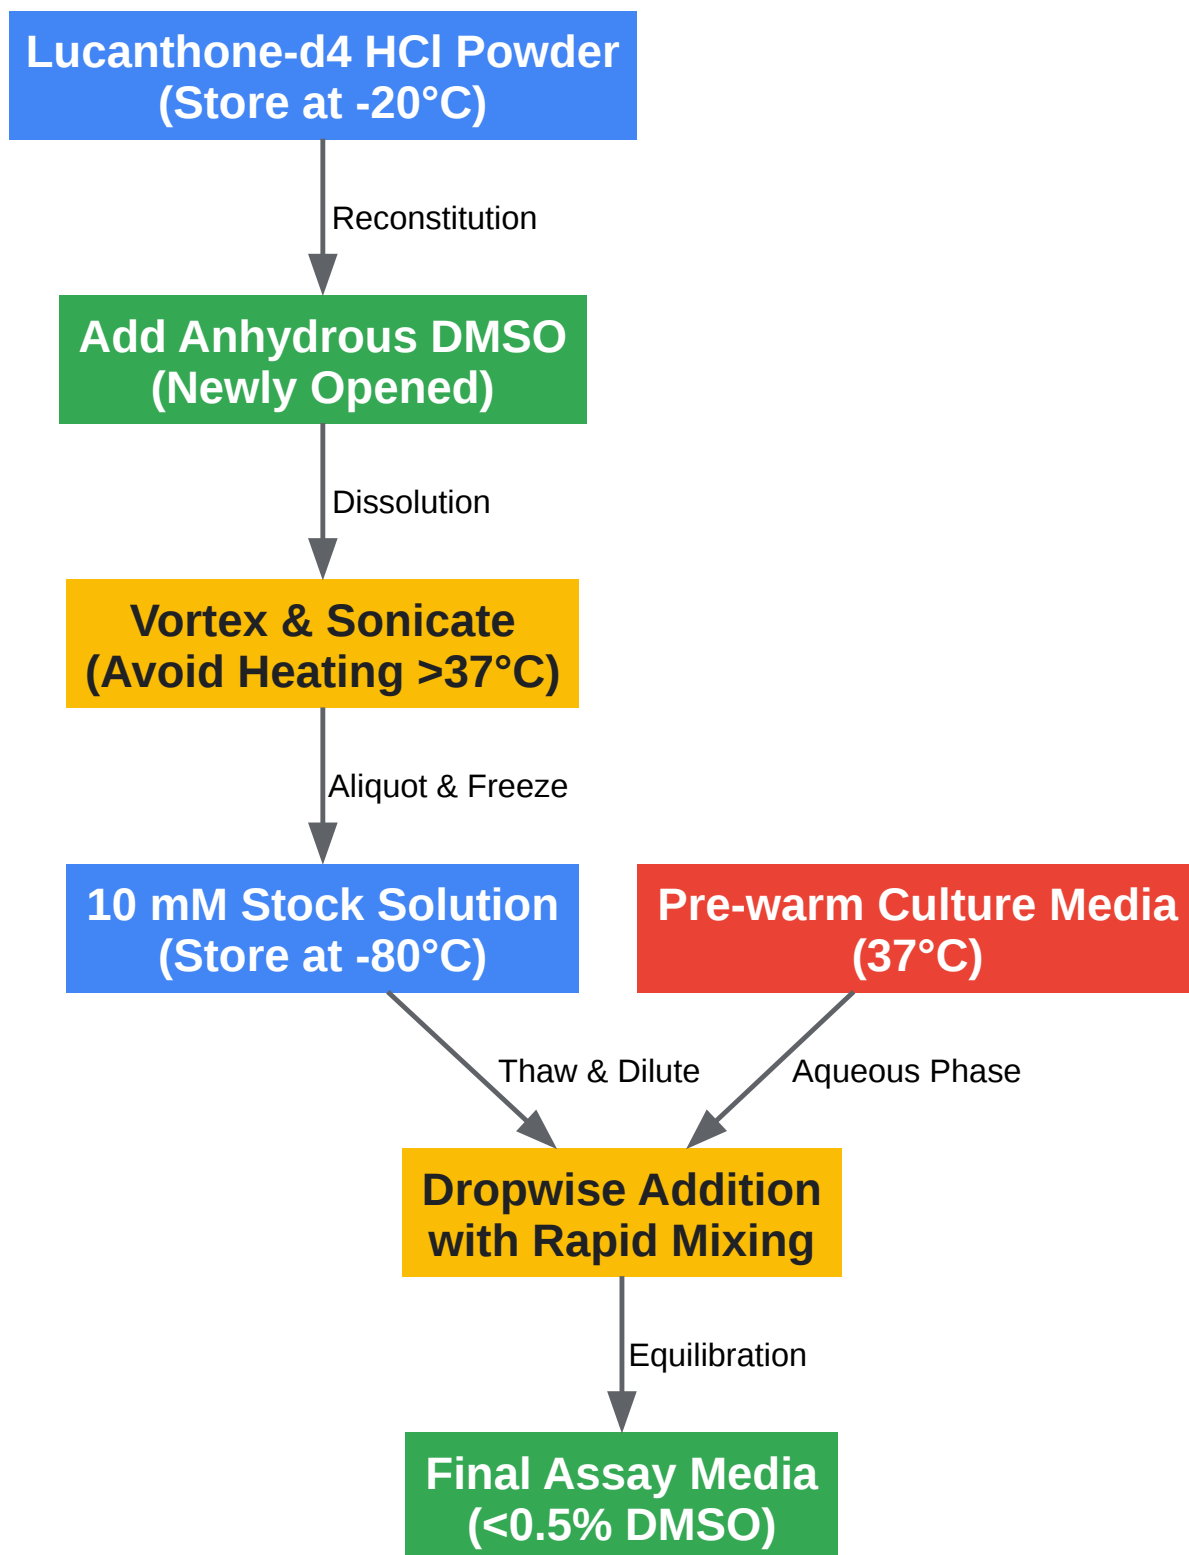 Lucanthone-d4 HCl Powder
(Store at -20°C)
Reconstitution
Add Anhydrous DMSO
(Newly Opened)
Dissolution
Vortex & Sonicate
(Avoid Heating >37°C)
Aliquot & Freeze
10 mM Stock Solution
(Store at -80°C)
Pre-warm Culture Media
(37°C)
Thaw & Dilute
Aqueous Phase
Dropwise Addition
with Rapid Mixing
Equilibration
Final Assay Media
(<0.5% DMSO)